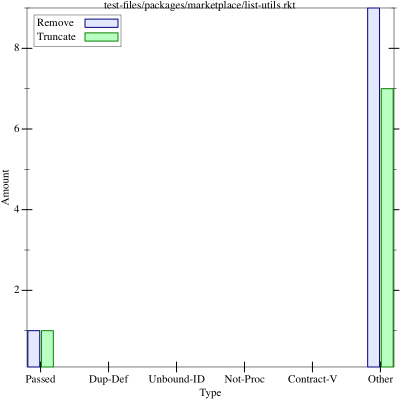 test-files/packages/marketplace/list-utils.rkt
Remove
Truncate
8
6
4
2
Amount
Passed Dup-Def Unbound-ID Not-Proc Contract-V Other
Type